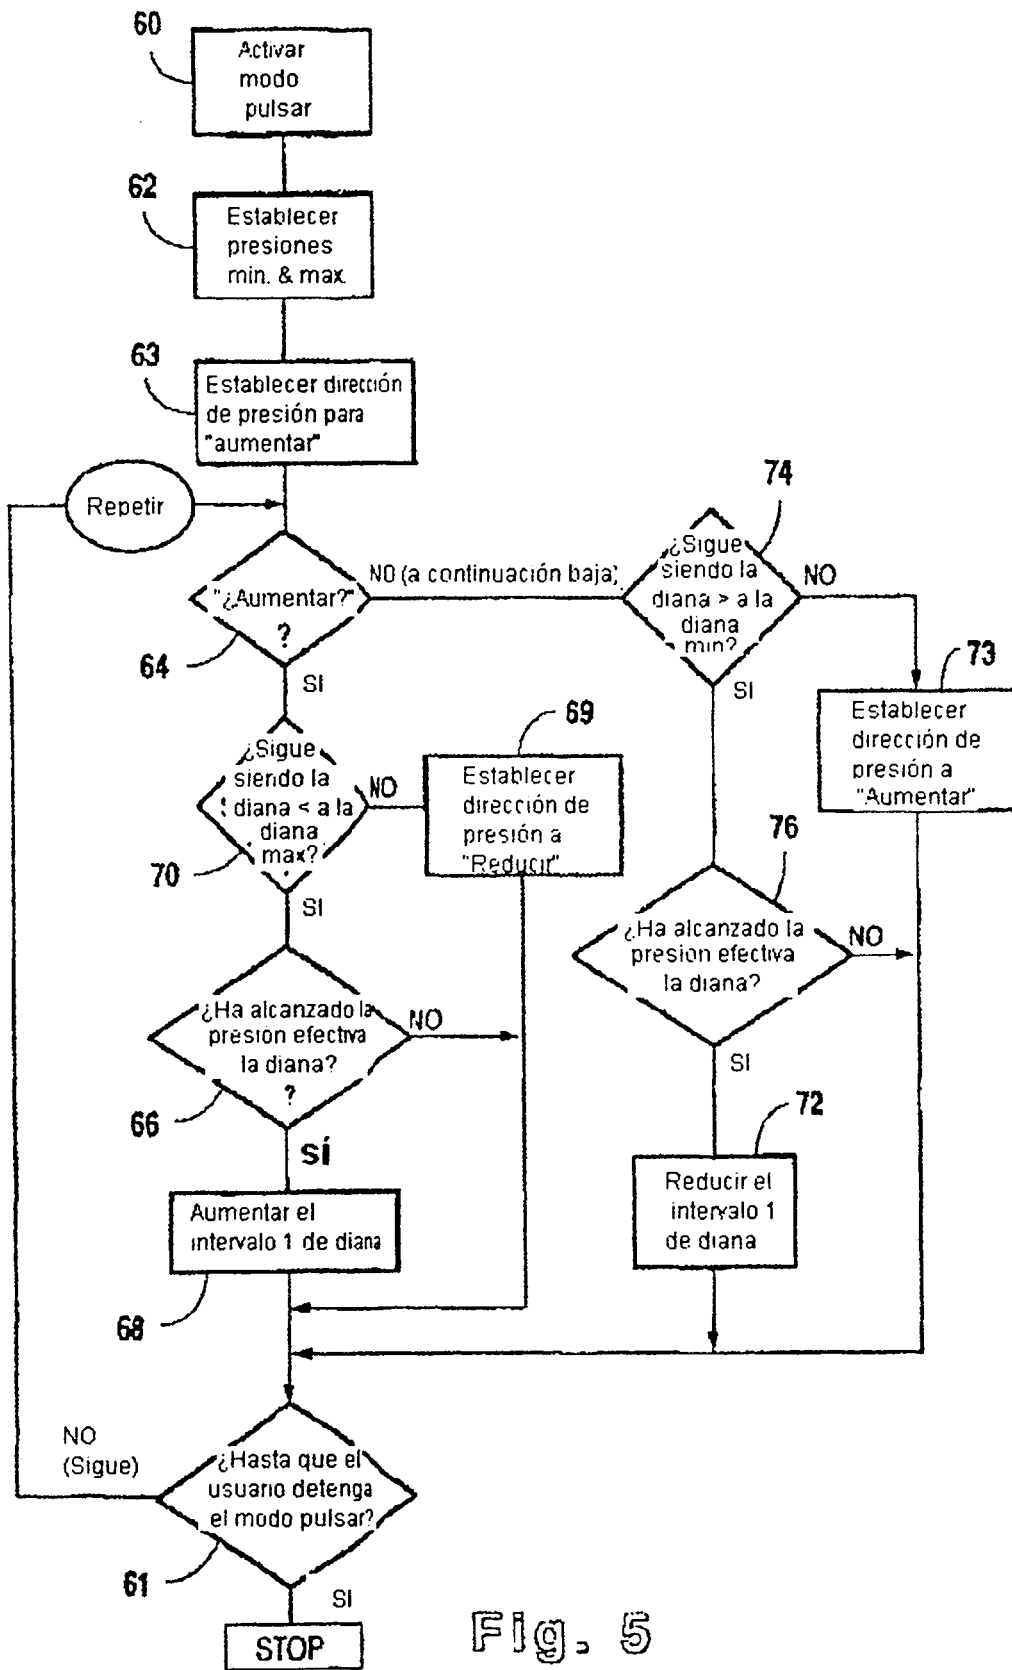 60
Activar
modo
pulsar
62
Establecer
presiones
min. & max.
63
Establecer dirección
de presión para
"aumentar"
Repetir
"¿Aumentar?"
?
64
NO (a continuación baja)
SI
74
¿Sigue
siendo la
diana > a la
diana
min?
NO
SI
73
Establecer
dirección de
presión a
"Aumentar"
¿Sigue
siendo la
diana < a la
diana
max?
70
NO
SI
69
Establecer
dirección de
presión a
"Reducir"
76
¿Ha alcanzado la
presión efectiva
la diana?
NO
SI
¿Ha alcanzado la
presión efectiva
la diana?
?
66
NO
SÍ
72
Reducir el
intervalo 1
de diana
Aumentar el
intervalo 1 de diana
68
NO
(Sigue)
¿Hasta que el
usuario detenga
el modo pulsar?
61
SI
STOP
Fig. 5